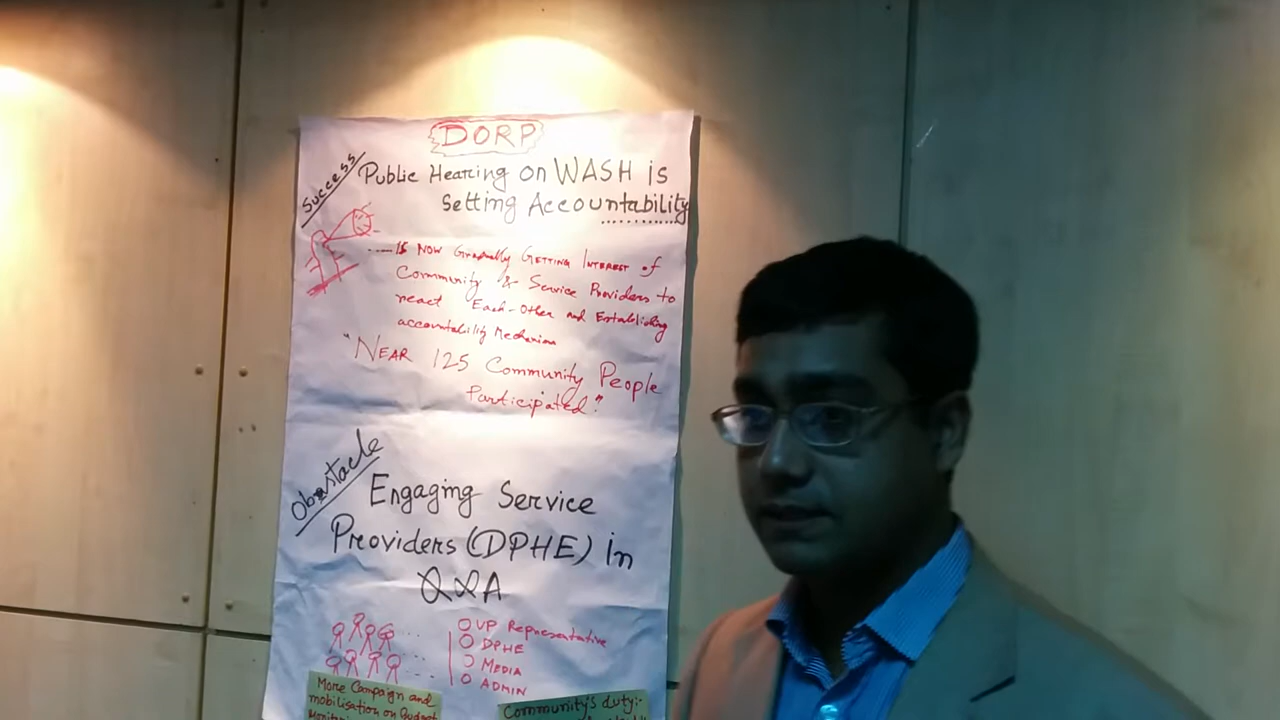 DORP
Success
Public Hearing on WASH is
Setting Accountability
............
....is Now Gradually Getting Interest of
Community & Service Providers to
react Each-Other and Establishing
accountability Mechanism
"Near 125 Community People
Participated"
Obstacle
Engaging Service
Providers (DPHE) in
Q&A
UP Representative
DPHE
Media
Admin
More Campaign and
mobilisation on Budget
Community's duty:-